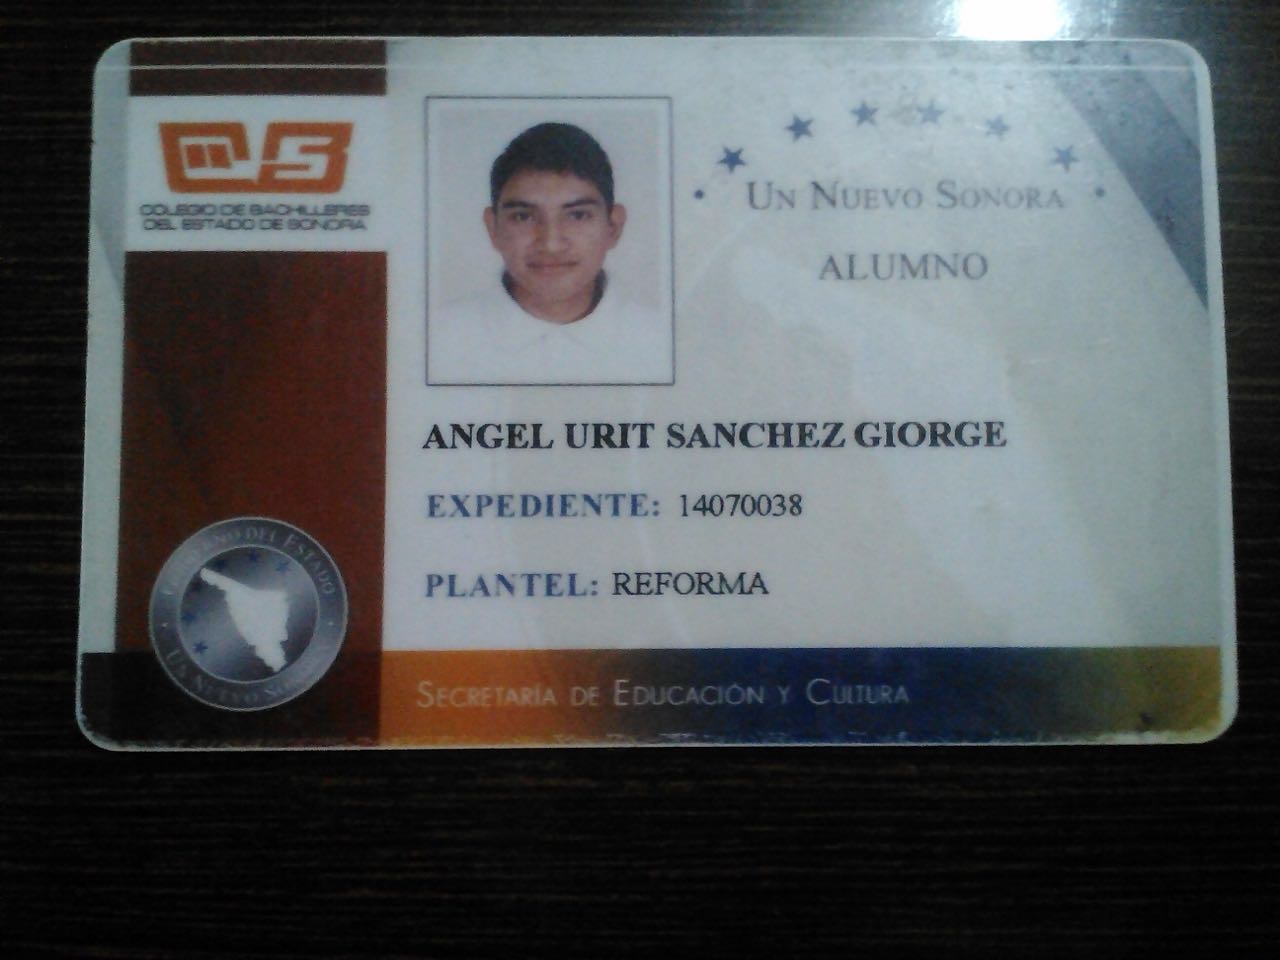 COLEGIO DE BACHILLERES
DEL ESTADO DE SONORA
UN NUEVO SONORA
ALUMNO
ANGEL URIT SANCHEZ GIORGE
EXPEDIENTE: 14070038
PLANTEL: REFORMA
GOBIERNO DEL ESTADO
UN NUEVO SONORA
SECRETARÍA DE EDUCACIÓN Y CULTURA